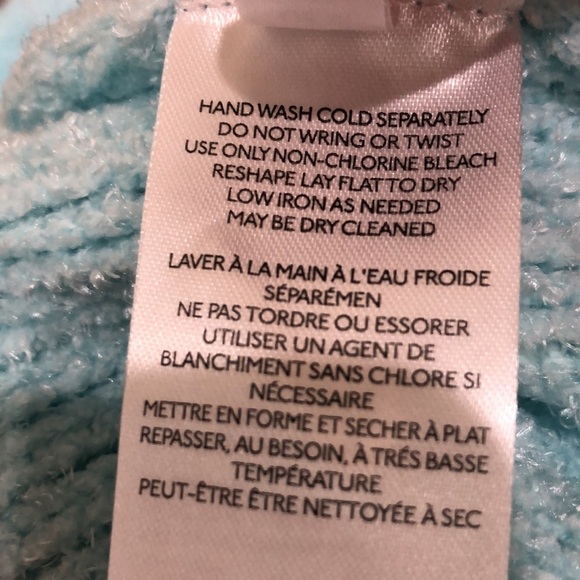 HAND WASH COLD SEPARATELY
DO NOT WRING OR TWIST
USE ONLY NON-CHLORINE BLEACH
RESHAPE LAY FLAT TO DRY
LOW IRON AS NEEDED
MAY BE DRY CLEANED
LAVER À LA MAIN À L'EAU FROIDE
SÉPARÉMEN
NE PAS TORDRE OU ESSORER
UTILISER UN AGENT DE
BLANCHIMENT SANS CHLORE SI
NÉCESSAIRE
METTRE EN FORME ET SECHER À PLAT
REPASSER, AU BESOIN, À TRÉS BASSE
TEMPÉRATURE
PEUT-ÊTRE ÊTRE NETTOYÉE À SEC